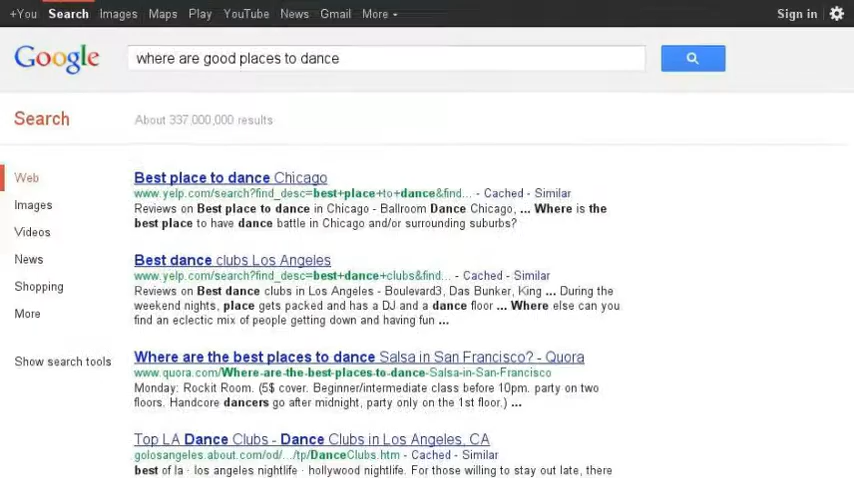 +You Search Images Maps Play YouTube News Gmail More Sign in
Google where are good places to dance
Search About 337,000,000 results
Web
Images
Videos
News
Shopping
More
Show search tools
Best place to dance Chicago
www.yelp.com/search?find_desc=best+place+to+dance&find... - Cached - Similar
Reviews on Best place to dance in Chicago - Ballroom Dance Chicago, ... Where is the
best place to have dance battle in Chicago and/or surrounding suburbs?
Best dance clubs Los Angeles
www.yelp.com/search?find_desc=best+dance+clubs&find... - Cached - Similar
Reviews on Best dance clubs in Los Angeles - Boulevard3, Das Bunker, King ... During the
weekend nights, place gets packed and has a DJ and a dance floor ... Where else can you
find an eclectic mix of people getting down and having fun ...
Where are the best places to dance Salsa in San Francisco? - Quora
www.quora.com/Where-are-the-best-places-to-dance-Salsa-in-San-Francisco
Monday: Rockit Room. (5$ cover. Beginner/intermediate class before 10pm. party on two
floors. Handcore dancers go after midnight, party only on the 1st floor.) ...
Top LA Dance Clubs - Dance Clubs in Los Angeles, CA
golosangeles.about.com/od/.../tp/DanceClubs.htm - Cached - Similar
best of la · los angeles nightlife · hollywood nightlife. For those willing to stay out late, there